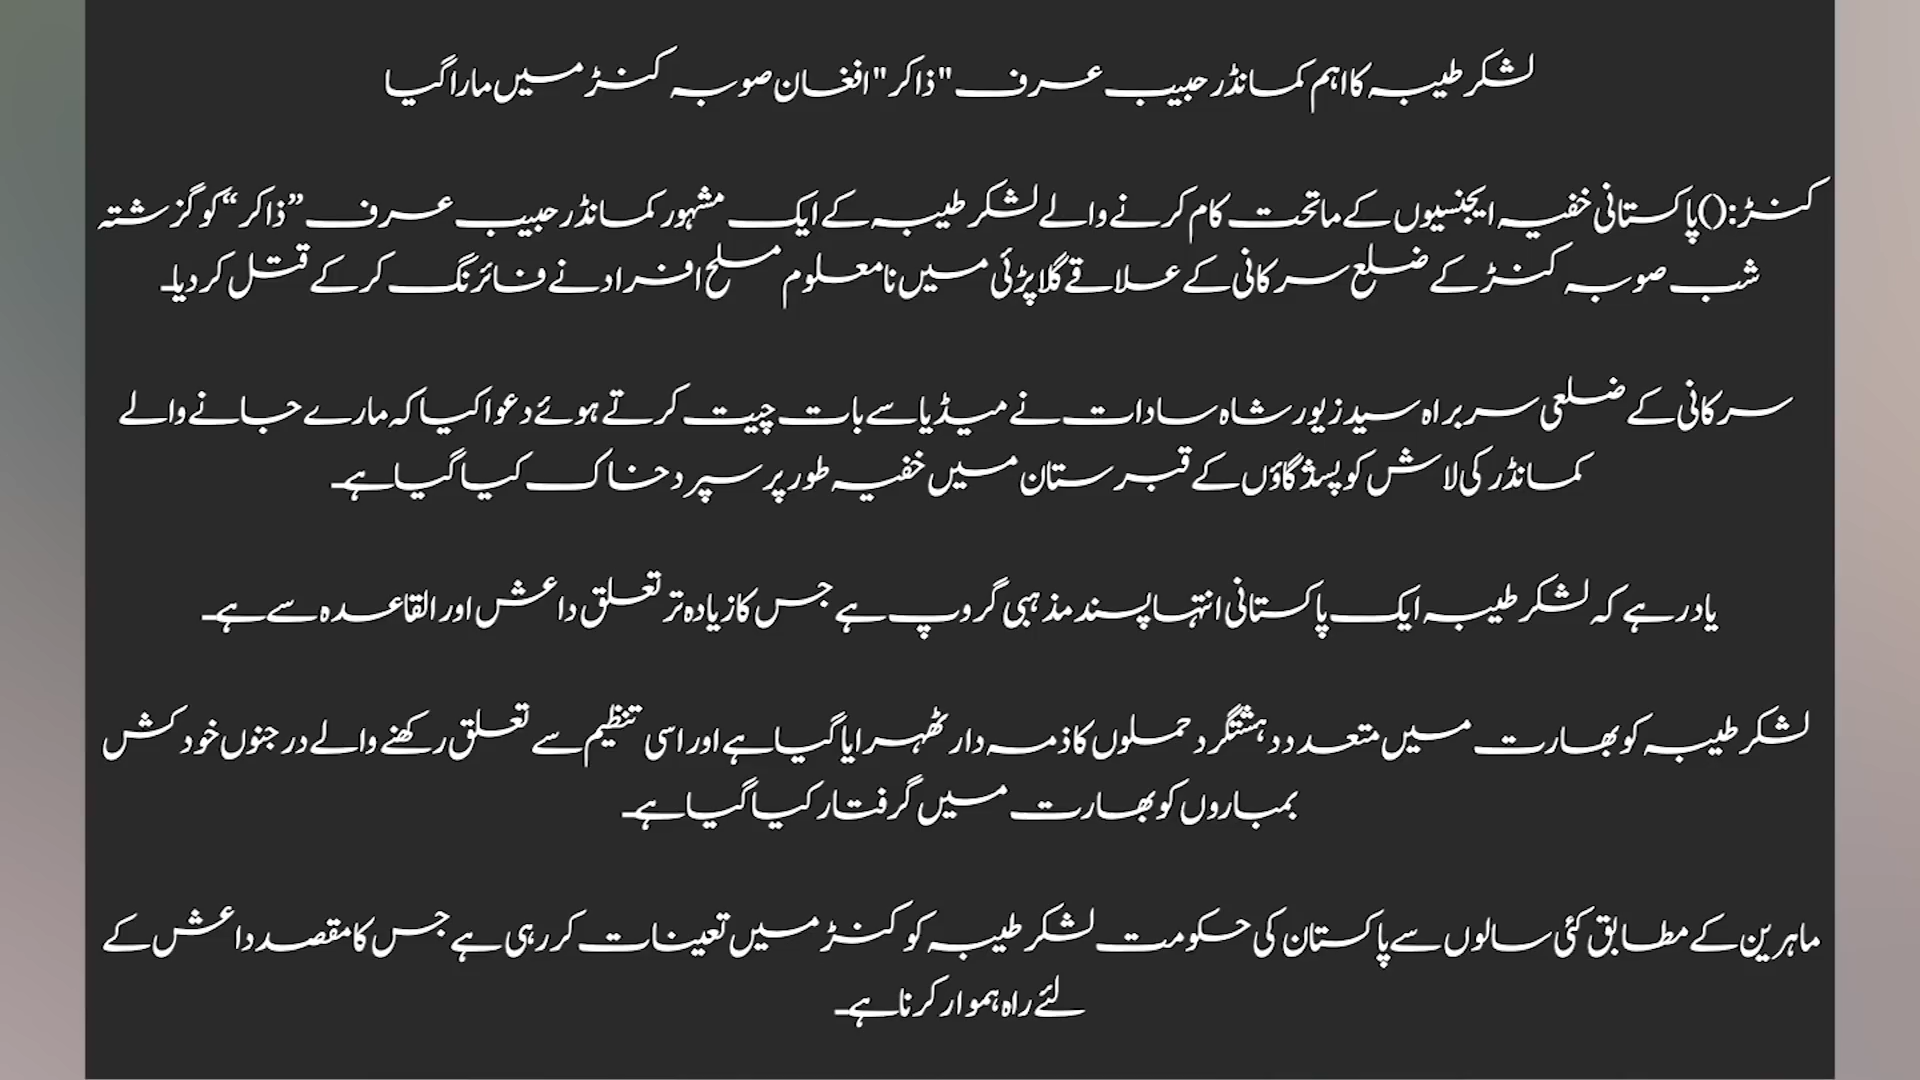 لشکر طیبہ کا اہم کمانڈر حبیب عرف "ذاکر" افغان صوبہ کنڑ میں مارا گیا
کنڑ:() پاکستانی خفیہ ایجنسیوں کے ماتحت کام کرنے والے لشکر طیبہ کے ایک مشہور کمانڈر حبیب عرف ”ذاکر“ کو گزشتہ
شب صوبہ کنڑ کے ضلع سرکانی کے علاقے گلاپڑئی میں نامعلوم مسلح افراد نے فائرنگ کرکے قتل کردیا۔
سرکانی کے ضلعی سربراہ سید زیور شاہ سادات نے میڈیا سے بات چیت کرتے ہوئے دعوا کیا کہ مارے جانے والے
کمانڈر کی لاش کو پسڈ گاؤں کے قبرستان میں خفیہ طور پر سپرد خاک کیا گیا ہے۔
یاد رہے کہ لشکر طیبہ ایک پاکستانی انتہا پسند مذہبی گروپ ہے جس کا زیادہ تر تعلق داعش اور القاعدہ سے ہے۔
لشکر طیبہ کو بھارت میں متعدد دہشتگرد حملوں کا ذمہ دار ٹھہرایا گیا ہے اور اسی تنظیم سے تعلق رکھنے والے درجنوں خودکش
بمباروں کو بھارت میں گرفتار کیا گیا ہے۔
ماہرین کے مطابق کئی سالوں سے پاکستان کی حکومت لشکر طیبہ کو کنڑ میں تعینات کر رہی ہے جس کا مقصد داعش کے
لئے راہ ہموار کرنا ہے۔